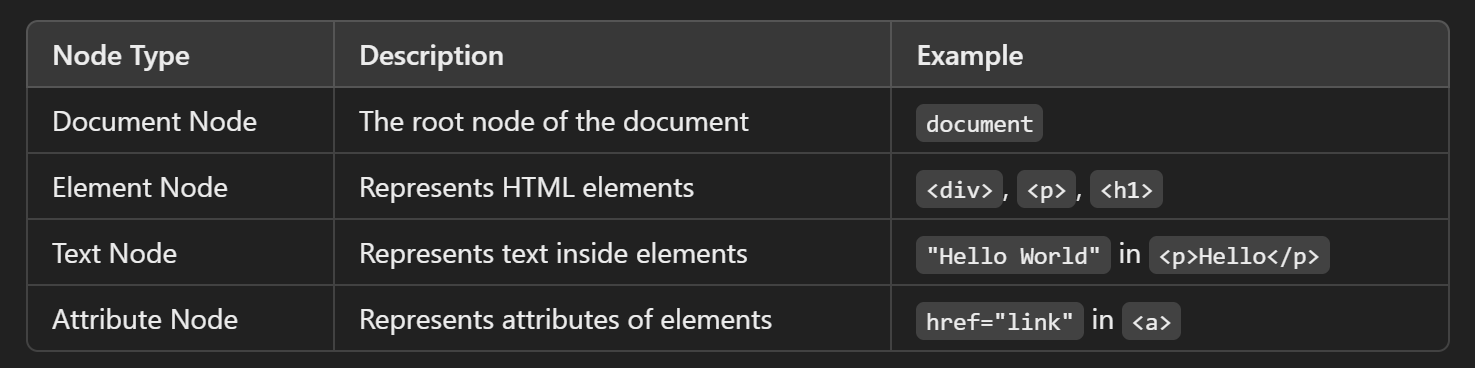 Node Type Description Example
Document Node The root node of the document document
Element Node Represents HTML elements <div>, <p>, <h1>
Text Node Represents text inside elements "Hello World" in <p>Hello</p>
Attribute Node Represents attributes of elements href="link" in <a>